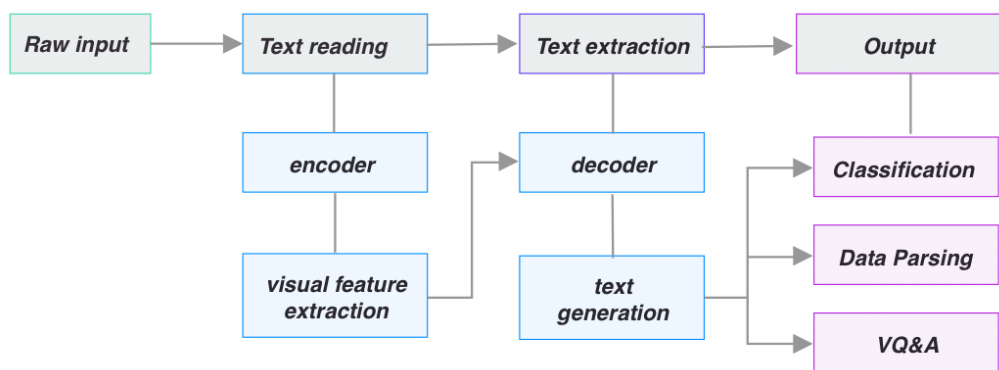 Raw input
Text reading
Text extraction
Output
encoder
decoder
Classification
visual feature
extraction
text
generation
Data Parsing
VQ&A